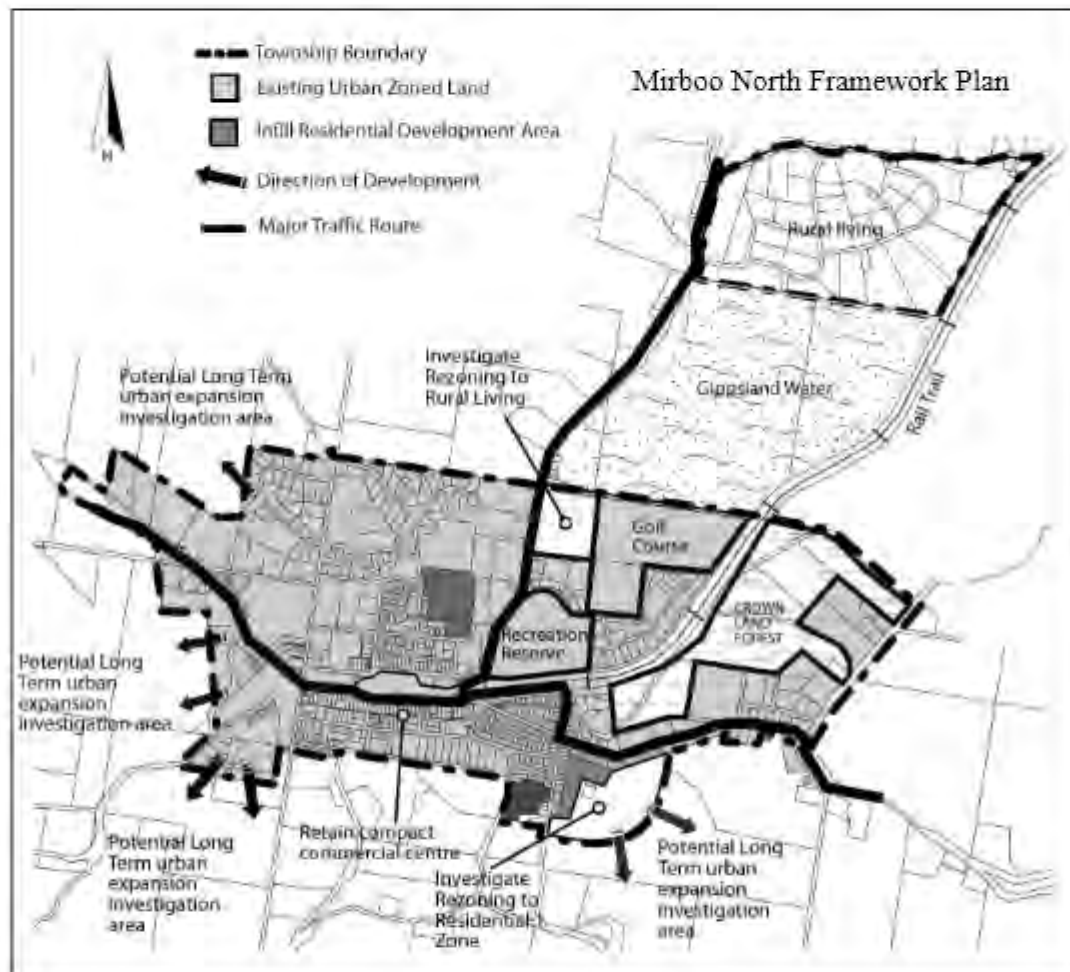 Township Boundary
Mirboo North Framework Plan
Existing Urban Zoned Land
Infill Residential Development Area
N
Direction of Development
Major Traffic Route
Rural living
Investigate
Rezoning to
Rural Living
Potential Long Term
urban expansion
investigation area
Gippsland Water
Rail Trail
Golf
Course
CROWN
LAND
FOREST
Recreation
Reserve
Potential Long
Term urban
expansion
investigation area
Retain compact
commercial centre
Potential Long
Term urban
expansion
investigation
area
Investigate
Rezoning to
Residential
Zone
Potential Long
Term urban
expansion
investigation
area